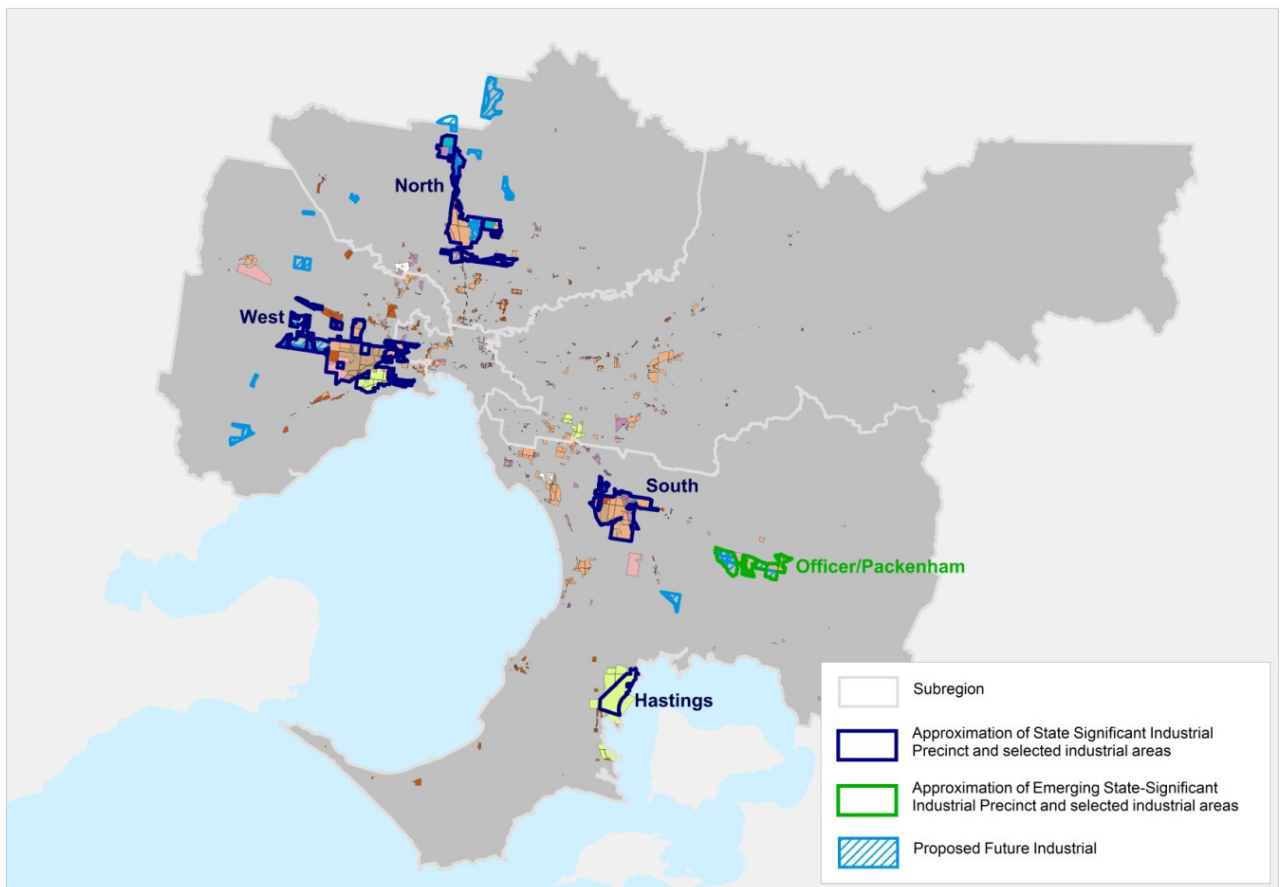 North
West
South
Officer/Packenham
Hastings
Subregion
Approximation of State Significant Industrial
Precinct and selected industrial areas
Approximation of Emerging State-Significant
Industrial Precinct and selected industrial areas
Proposed Future Industrial